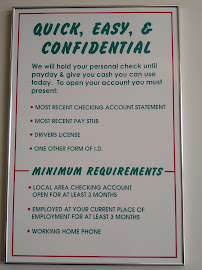 QUICK, EASY, &
CONFIDENTIAL
We will hold your personal check until
payday & give you cash you can use
today. To open your account you must
present:
• MOST RECENT CHECKING ACCOUNT STATEMENT
• MOST RECENT PAY STUB
• DRIVERS LICENSE
• ONE OTHER FORM OF I.D.
MINIMUM REQUIREMENTS
• LOCAL AREA CHECKING ACCOUNT
OPEN FOR AT LEAST 3 MONTHS
• EMPLOYED AT YOUR CURRENT PLACE OF
EMPLOYMENT FOR AT LEAST 3 MONTHS
• WORKING HOME PHONE